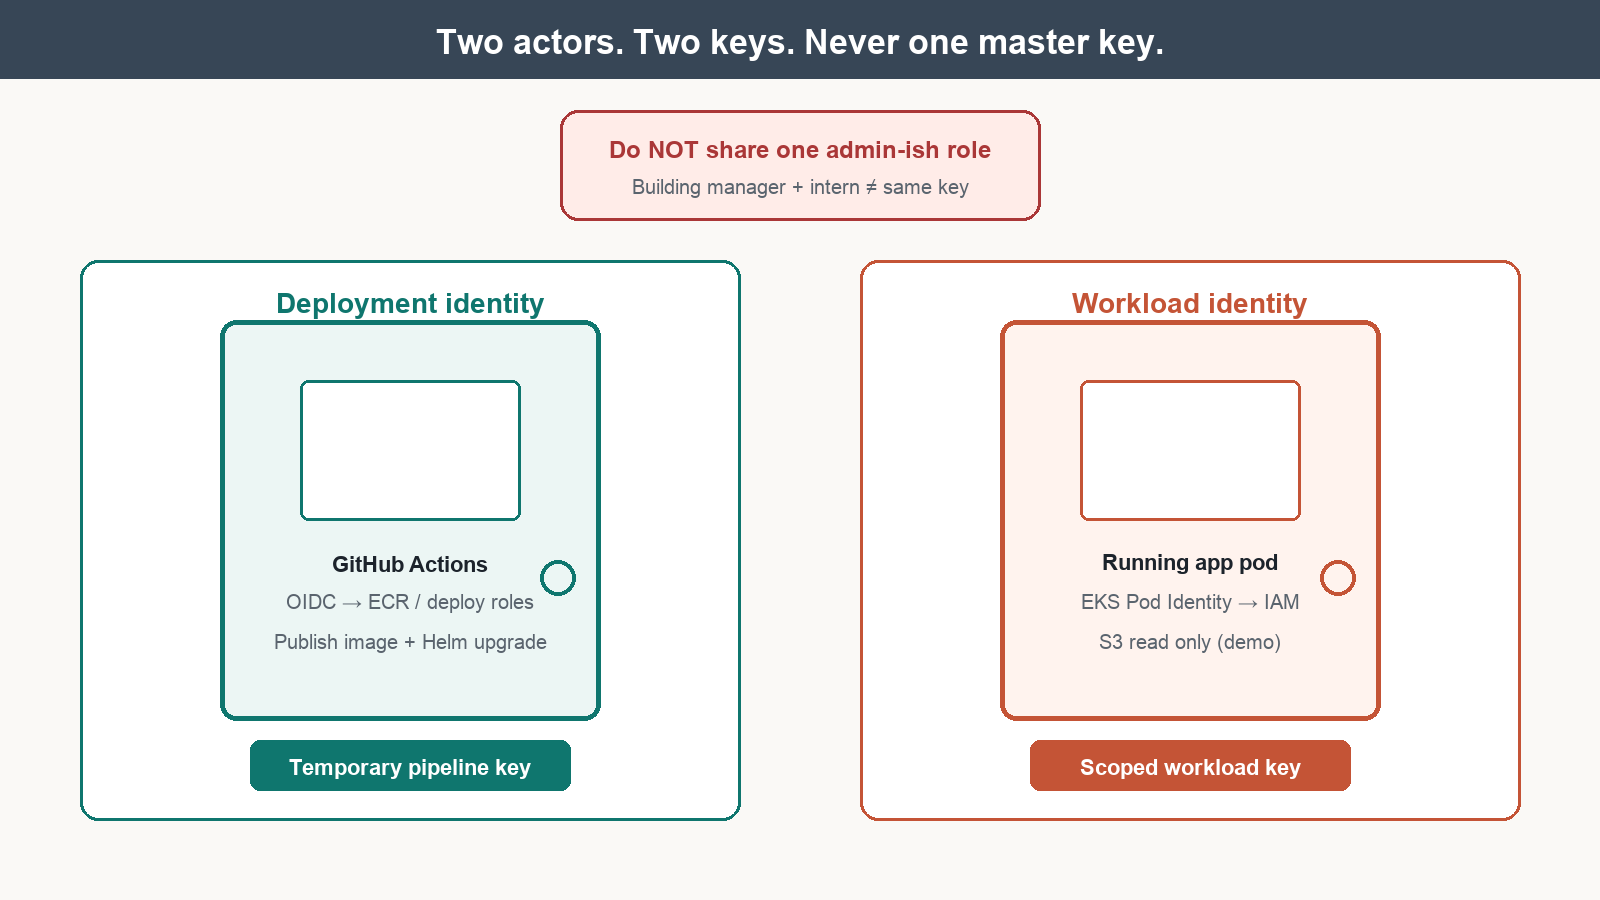 Two actors. Two keys. Never one master key.
Do NOT share one admin-ish role
Building manager + intern ≠ same key
Deployment identity
GitHub Actions
OIDC → ECR / deploy roles
Publish image + Helm upgrade
Temporary pipeline key
Workload identity
Running app pod
EKS Pod Identity → IAM
S3 read only (demo)
Scoped workload key